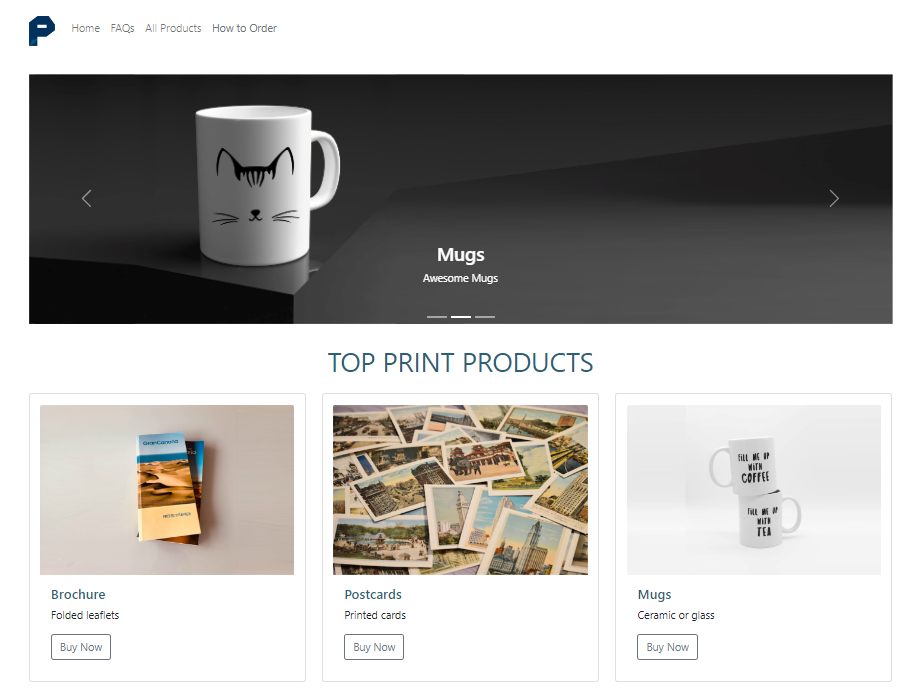 P
Home FAQs All Products How to Order
Mugs
Awesome Mugs
TOP PRINT PRODUCTS
GranCanaria
FILL ME UP
WITH
COFFEE
FILL ME UP
WITH
TEA
Brochure
Folded leaflets
Buy Now
Postcards
Printed cards
Buy Now
Mugs
Ceramic or glass
Buy Now